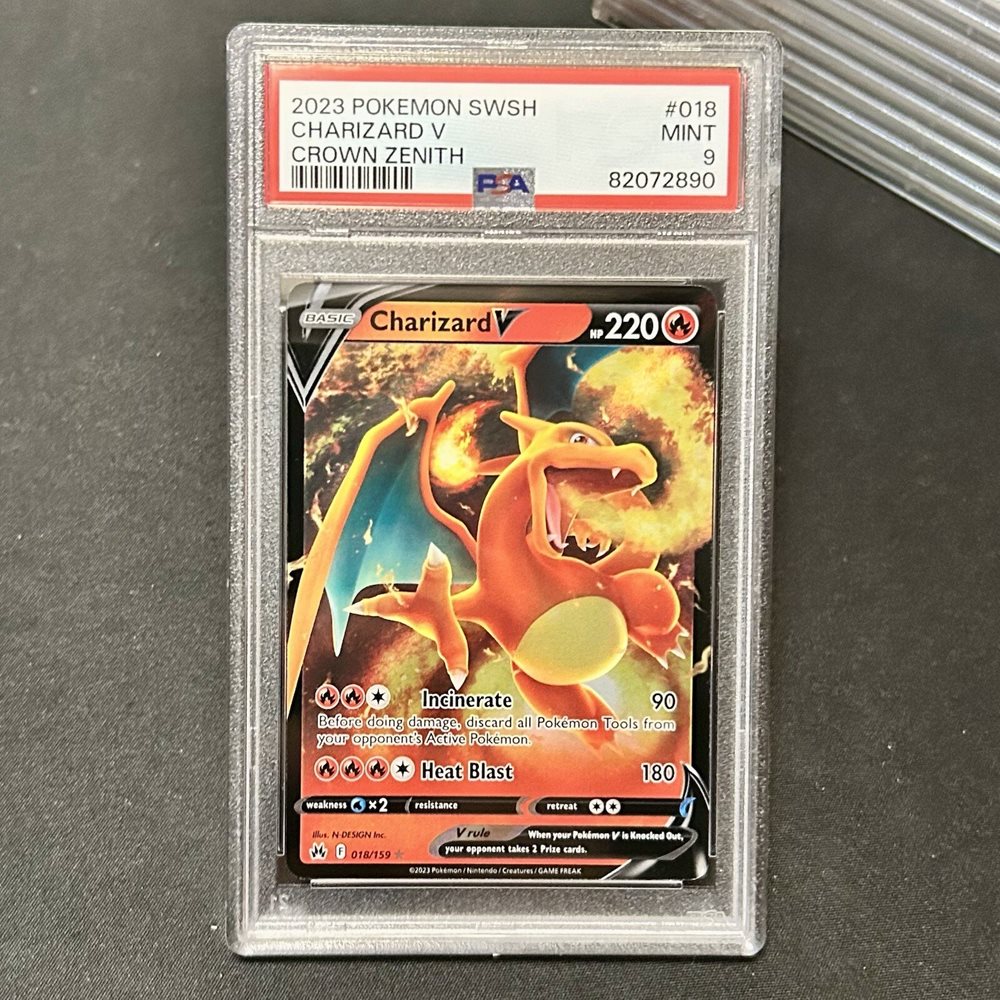 2023 POKEMON SWSH #018
CHARIZARD V MINT
CROWN ZENITH 9
PSA 82072890
BASIC Charizard V HP 220
Incinerate 90
Before doing damage, discard all Pokémon Tools from
your opponent's Active Pokémon.
Heat Blast 180
weakness ×2 resistance retreat
Illus. N-DESIGN Inc. V rule When your Pokémon V is Knocked Out,
your opponent takes 2 Prize cards.
F 018/159
©2023 Pokémon / Nintendo / Creatures / GAME FREAK